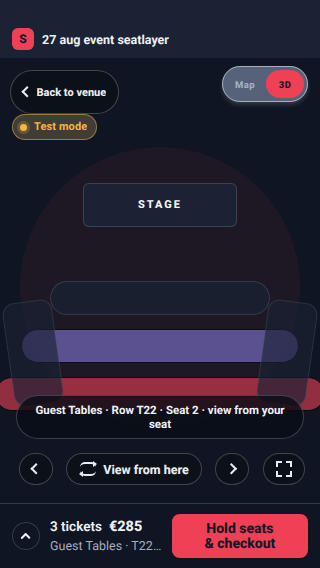 S 27 aug event seatlayer
Back to venue
Map 3D
Test mode
STAGE
Guest Tables · Row T22 · Seat 2 · view from your
seat
View from here
3 tickets €285
Guest Tables · T22...
Hold seats
& checkout